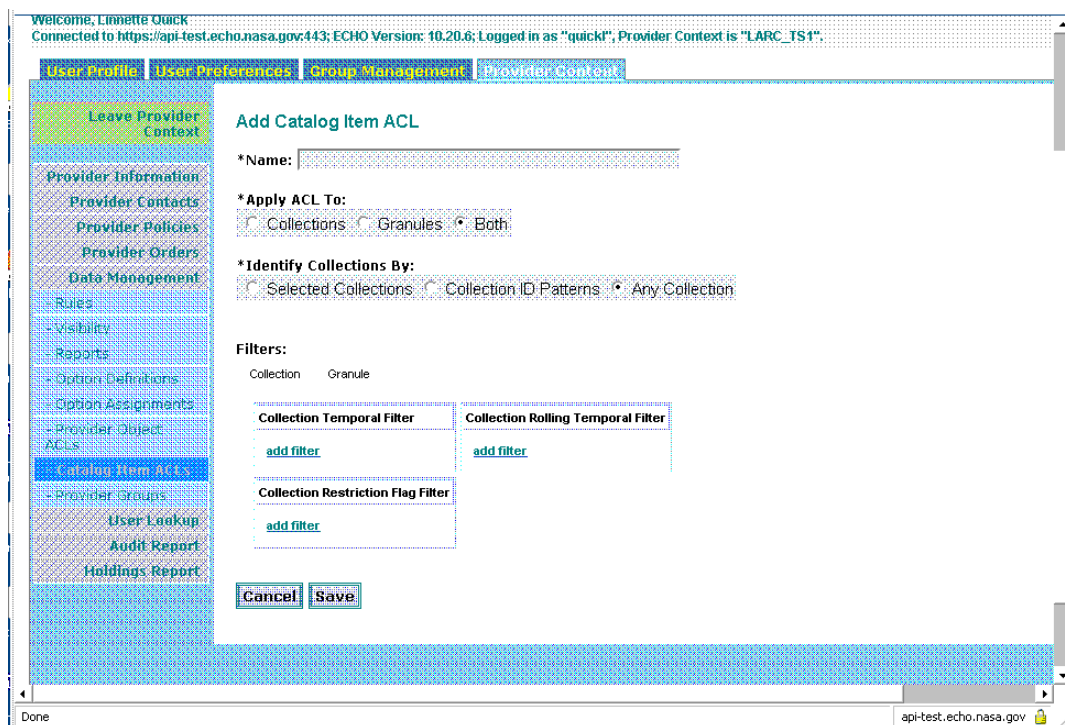 Welcome, Linnette Quick
Connected to https://api-test.echo.nasa.gov:443; ECHO Version: 10.20.6; Logged in as "quickl", Provider Context is "LARC_TS1".
User Profile User Preferences Group Management Provider Context
Leave Provider
Context
Provider Information
Provider Contacts
Provider Policies
Provider Orders
Data Management
- Rules
- Visibility
- Reports
- Option Definitions
- Option Assignments
- Provider Object
ACLs
- Catalog Item ACLs
- Provider Groups
User Lookup
Audit Report
Holdings Report
Add Catalog Item ACL
*Name:
*Apply ACL To:
Collections Granules Both
*Identify Collections By:
Selected Collections Collection ID Patterns Any Collection
Filters:
Collection Granule
Collection Temporal Filter Collection Rolling Temporal Filter
add filter add filter
Collection Restriction Flag Filter
add filter
Cancel Save
Done api-test.echo.nasa.gov